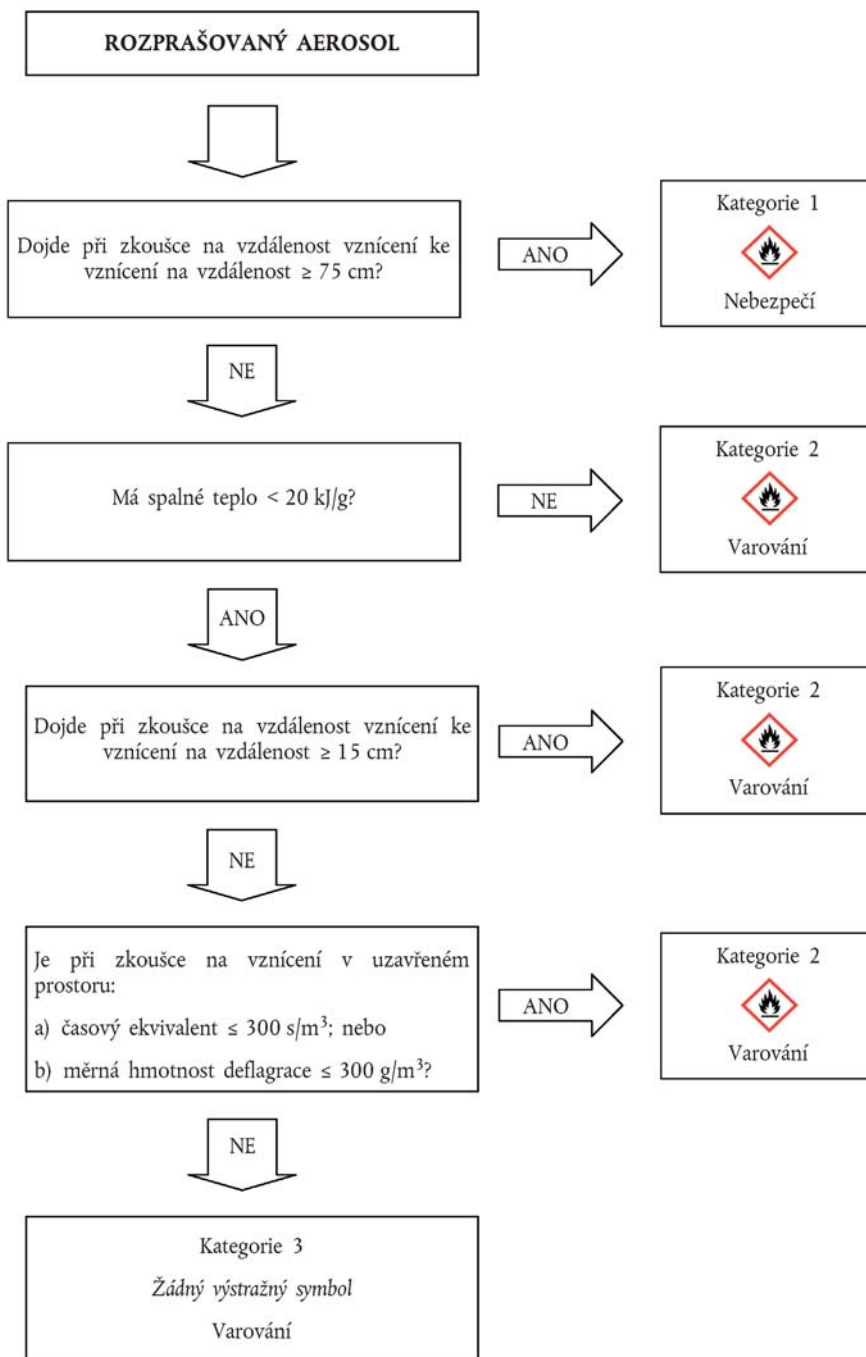 ROZPRAŠOVANÝ AEROSOL
Dojde při zkoušce na vzdálenost vznícení ke
vznícení na vzdálenost ≥ 75 cm?
ANO
Kategorie 1
Nebezpečí
NE
Má spalné teplo < 20 kJ/g?
NE
Kategorie 2
Varování
ANO
Dojde při zkoušce na vzdálenost vznícení ke
vznícení na vzdálenost ≥ 15 cm?
ANO
Kategorie 2
Varování
NE
Je při zkoušce na vznícení v uzavřeném
prostoru:
a) časový ekvivalent ≤ 300 s/m³; nebo
b) měrná hmotnost deflagrace ≤ 300 g/m³?
ANO
Kategorie 2
Varování
NE
Kategorie 3
Žádný výstražný symbol
Varování